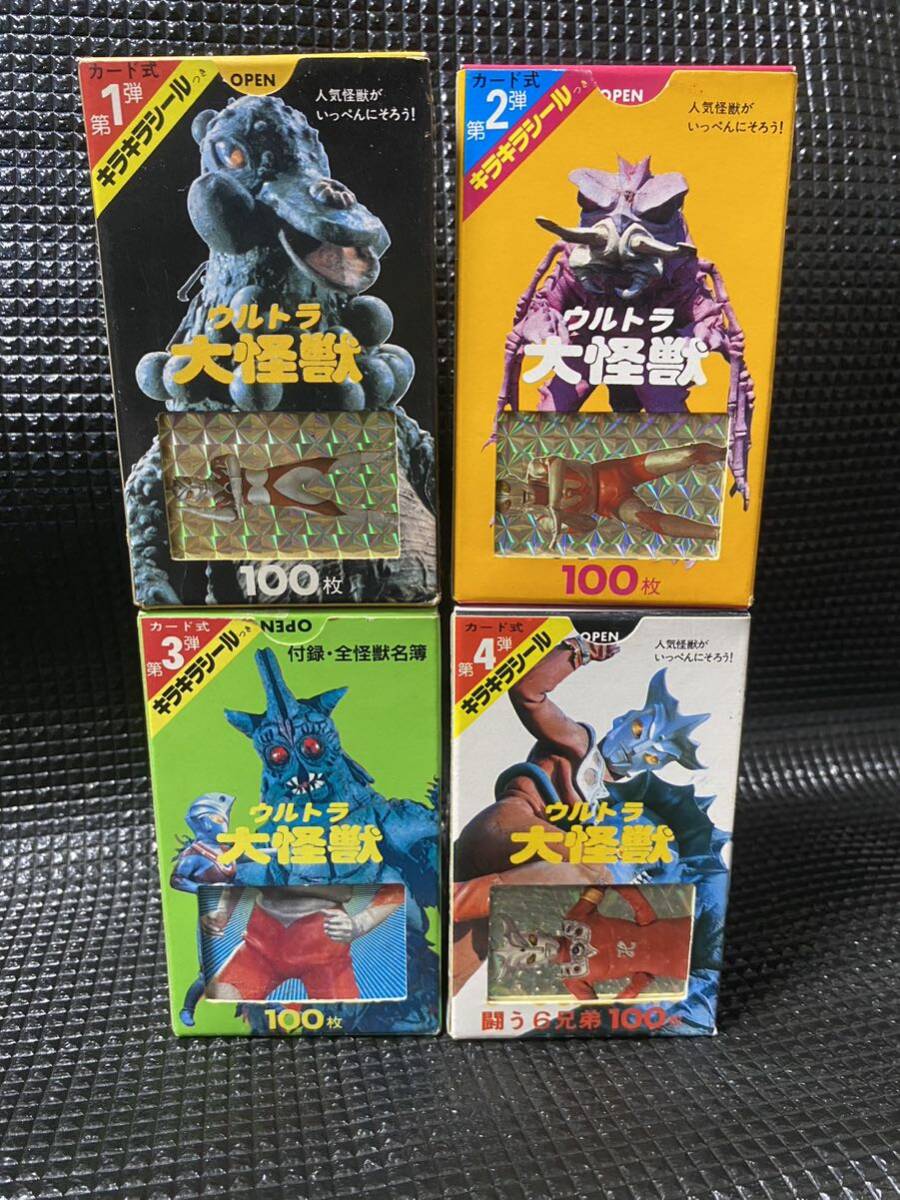 カード式
第1弾
キラキラシールつき
OPEN
人気怪獣が
いっぺんにそろう!
ウルトラ
大怪獣
100枚
カード式
第2弾
キラキラシールつき
OPEN
人気怪獣が
いっぺんにそろう!
ウルトラ
大怪獣
100枚
カード式
第3弾
キラキラシールつき
OPEN
付録・全怪獣名簿
ウルトラ
大怪獣
100枚
カード式
第4弾
キラキラシールつき
OPEN
人気怪獣が
いっぺんにそろう!
ウルトラ
大怪獣
闘う6兄弟 100枚